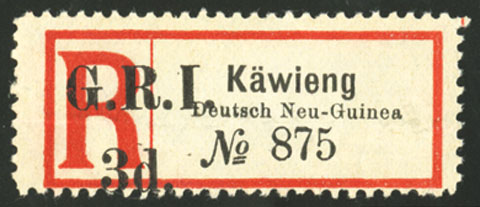 R
G.R.I.
3d.
Käwieng
Deutsch Neu-Guinea
No 875